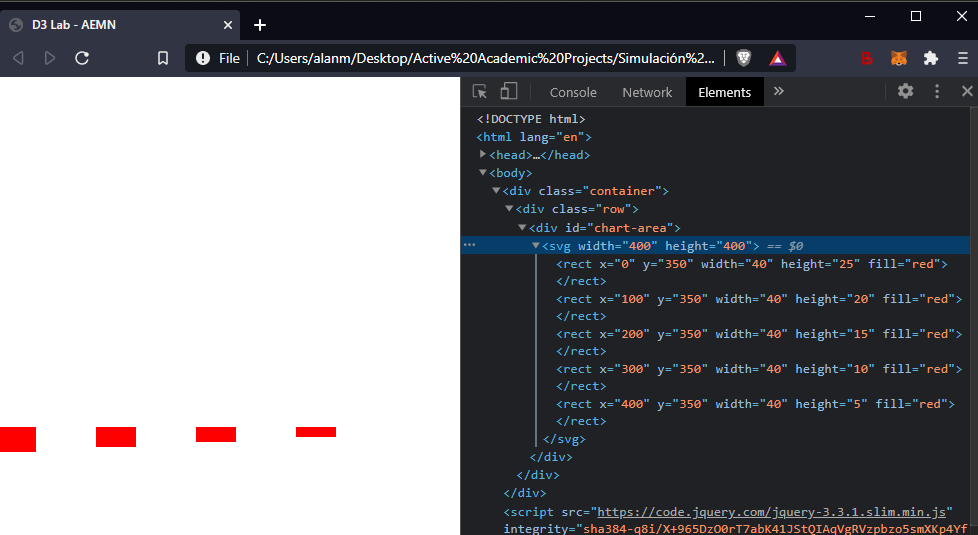 D3 Lab - AEMN
File C:/Users/alanm/Desktop/Active%20Academic%20Projects/Simulación%2...
Console Network Elements
<!DOCTYPE html>
<html lang="en">
<head>…</head>
<body>
<div class="container">
<div class="row">
<div id="chart-area">
<svg width="400" height="400"> == $0
<rect x="0" y="350" width="40" height="25" fill="red">
</rect>
<rect x="100" y="350" width="40" height="20" fill="red">
</rect>
<rect x="200" y="350" width="40" height="15" fill="red">
</rect>
<rect x="300" y="350" width="40" height="10" fill="red">
</rect>
<rect x="400" y="350" width="40" height="5" fill="red">
</rect>
</svg>
</div>
</div>
</div>
<script src="https://code.jquery.com/jquery-3.3.1.slim.min.js"
integrity="sha384-q8i/X+965DzO0rT7abK41JStQIAqVgRVzpbzo5smXKp4Yf